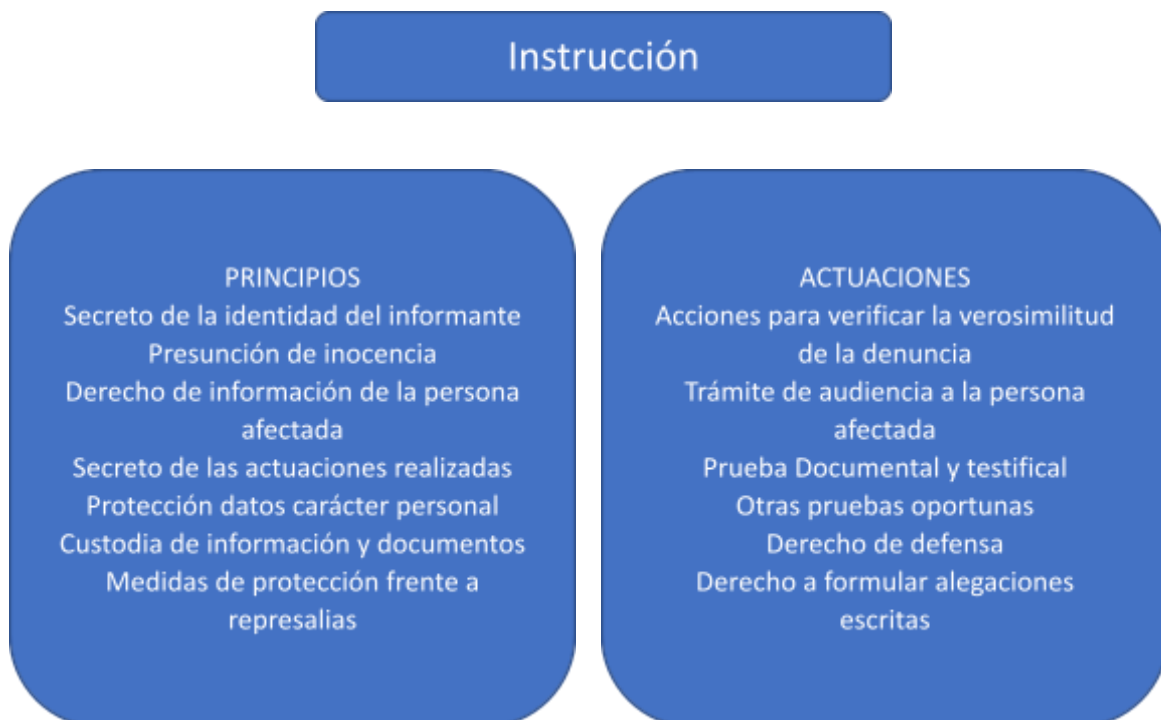 Instrucción
PRINCIPIOS
Secreto de la identidad del informante
Presunción de inocencia
Derecho de información de la persona
afectada
Secreto de las actuaciones realizadas
Protección datos carácter personal
Custodia de información y documentos
Medidas de protección frente a
represalias
ACTUACIONES
Acciones para verificar la verosimilitud
de la denuncia
Trámite de audiencia a la persona
afectada
Prueba Documental y testifical
Otras pruebas oportunas
Derecho de defensa
Derecho a formular alegaciones
escritas